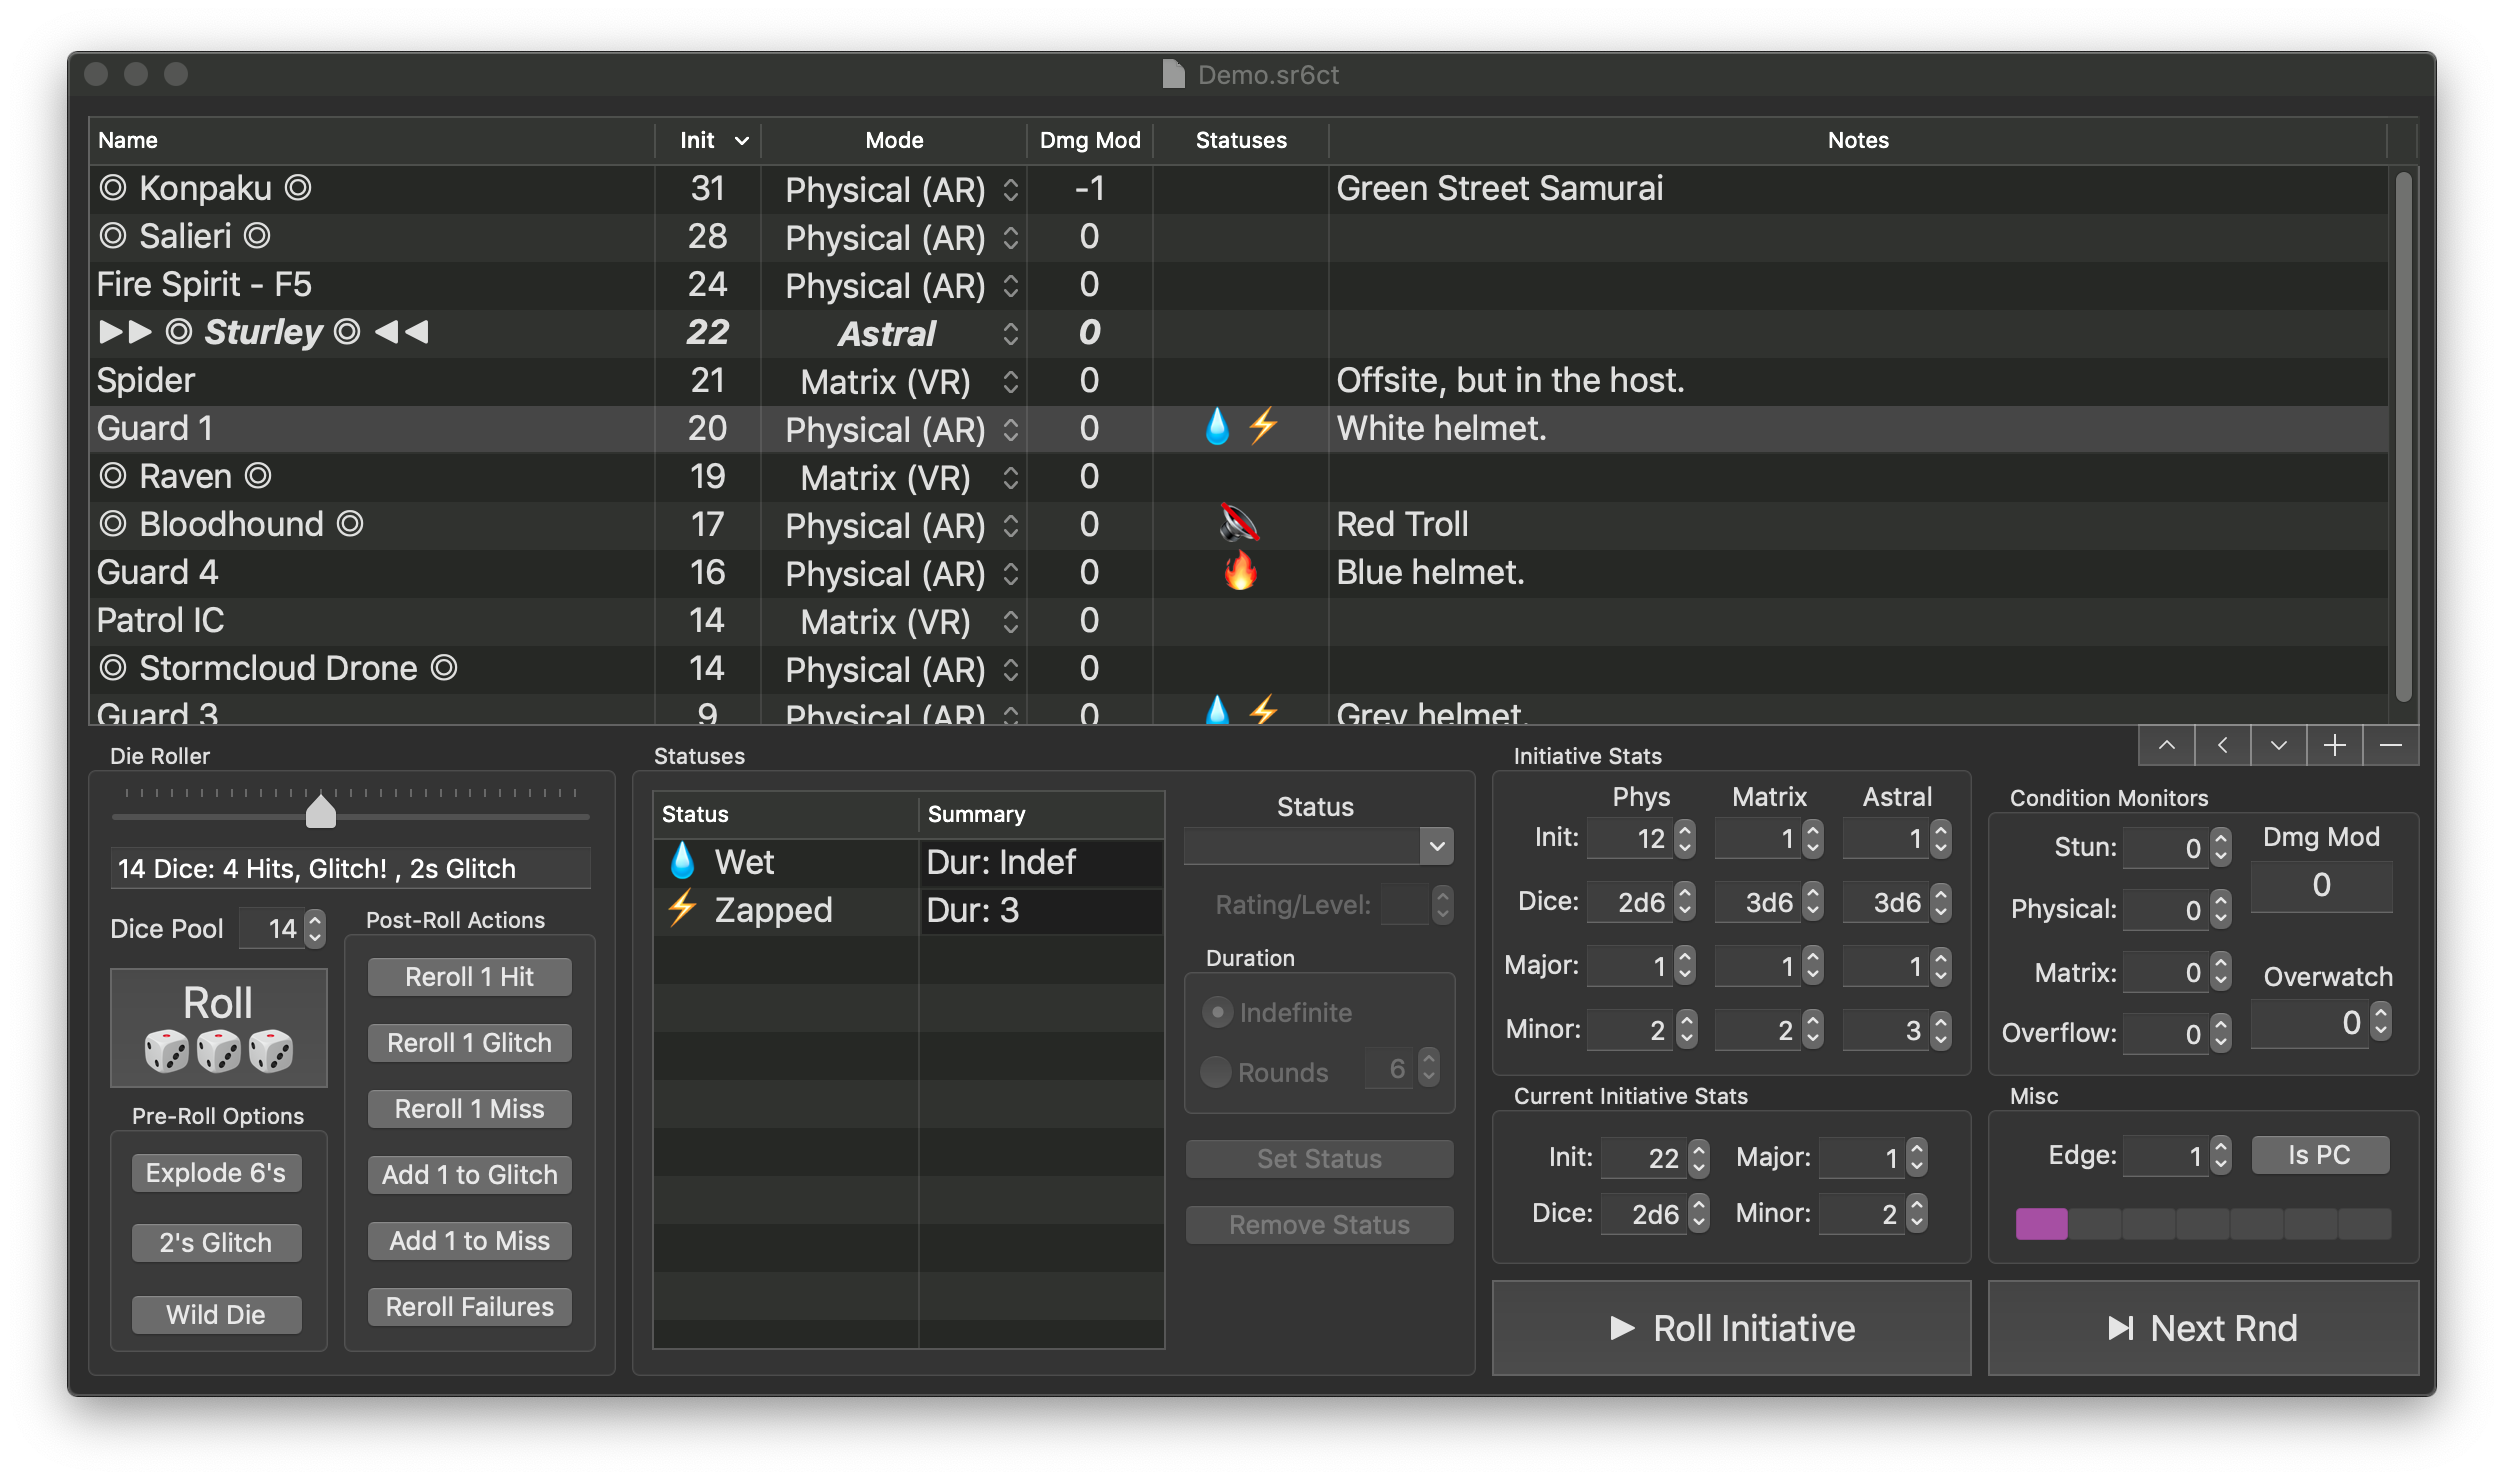 Demo.sr6ct
Name Init Mode Dmg Mod Statuses Notes
◎ Konpaku ◎ 31 Physical (AR) -1 Green Street Samurai
◎ Salieri ◎ 28 Physical (AR) 0
Fire Spirit - F5 24 Physical (AR) 0
▶▶ ◎ Sturley ◎ ◀◀ 22 Astral 0
Spider 21 Matrix (VR) 0 Offsite, but in the host.
Guard 1 20 Physical (AR) 0 💧 ⚡ White helmet.
◎ Raven ◎ 19 Matrix (VR) 0
◎ Bloodhound ◎ 17 Physical (AR) 0 🔇 Red Troll
Guard 4 16 Physical (AR) 0 🔥 Blue helmet.
Patrol IC 14 Matrix (VR) 0
◎ Stormcloud Drone ◎ 14 Physical (AR) 0
Guard 3 9 Physical (AR) 0 💧 ⚡ Grey helmet.
Die Roller
14 Dice: 4 Hits, Glitch! , 2s Glitch
Dice Pool 14
Roll
🎲🎲🎲
Pre-Roll Options
Explode 6's
2's Glitch
Wild Die
Post-Roll Actions
Reroll 1 Hit
Reroll 1 Glitch
Reroll 1 Miss
Add 1 to Glitch
Add 1 to Miss
Reroll Failures
Statuses
Status Summary
💧 Wet Dur: Indef
⚡ Zapped Dur: 3
Status
Rating/Level:
Duration
Indefinite
Rounds 6
Set Status
Remove Status
Initiative Stats
Phys Matrix Astral
Init: 12 1 1
Dice: 2d6 3d6 3d6
Major: 1 1 1
Minor: 2 2 3
Current Initiative Stats
Init: 22 Major: 1
Dice: 2d6 Minor: 2
▶ Roll Initiative
Condition Monitors
Stun: 0
Physical: 0
Matrix: 0
Overflow: 0
Dmg Mod
0
Overwatch
0
Misc
Edge: 1 Is PC
Next Rnd